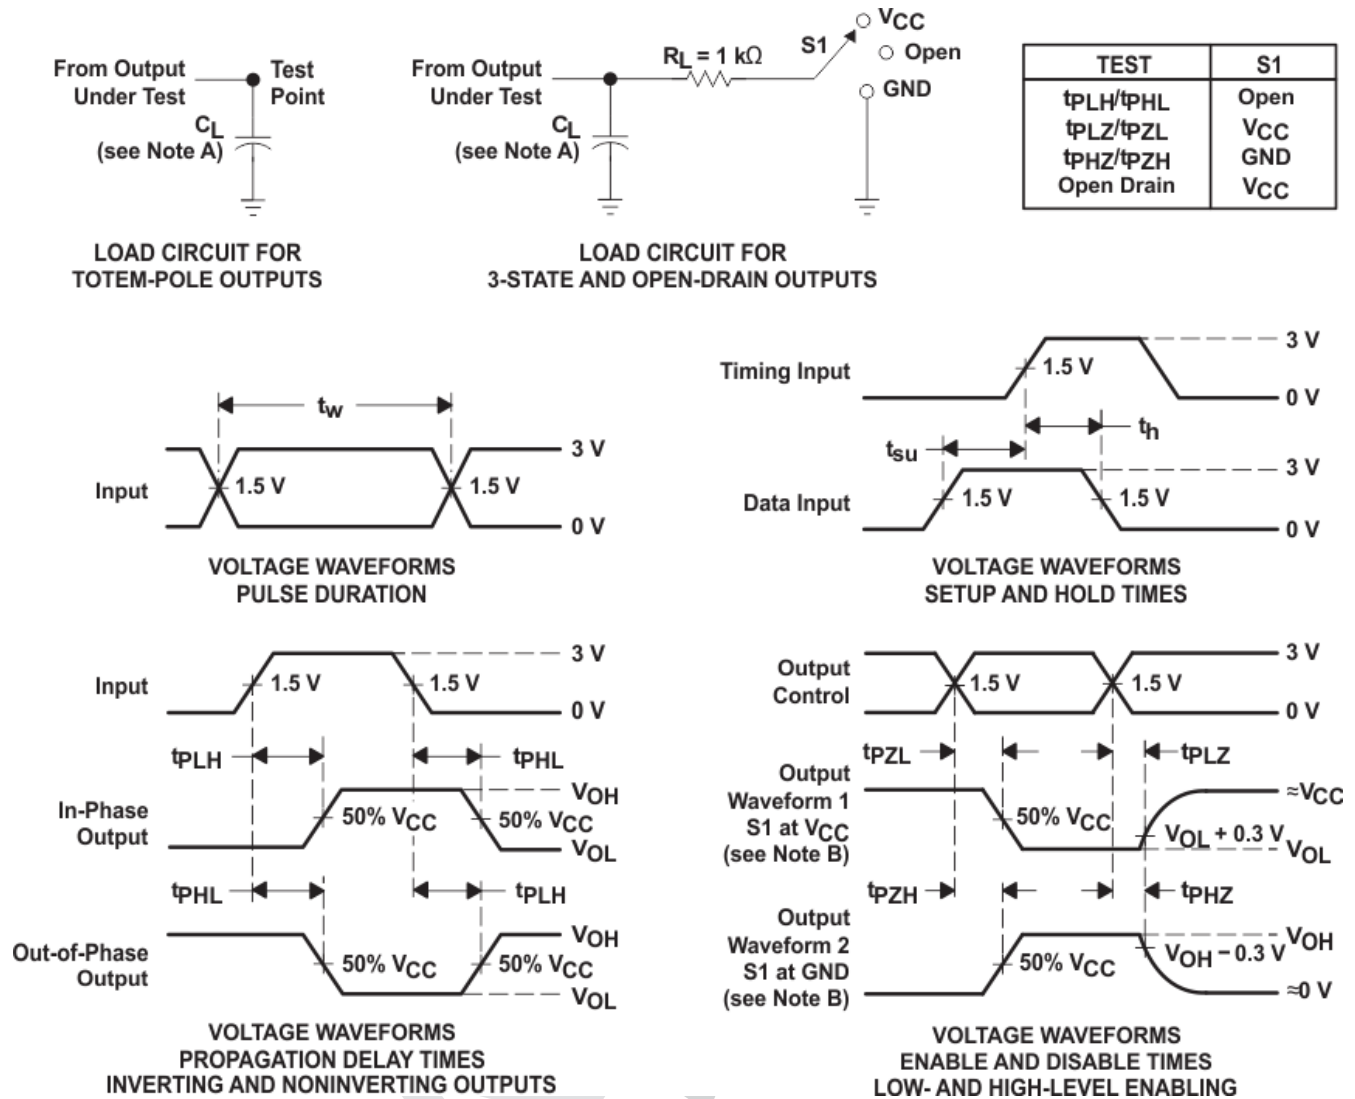 From Output
Under Test
Test
Point
CL
(see Note A)
LOAD CIRCUIT FOR
TOTEM-POLE OUTPUTS
From Output
Under Test
CL
(see Note A)
RL = 1 kΩ
S1
VCC
Open
GND
LOAD CIRCUIT FOR
3-STATE AND OPEN-DRAIN OUTPUTS
TEST S1
tPLH/tPHL Open
tPLZ/tPZL VCC
tPHZ/tPZH GND
Open Drain VCC
tw
Input
1.5 V
1.5 V
3 V
0 V
VOLTAGE WAVEFORMS
PULSE DURATION
Timing Input
1.5 V
3 V
0 V
tsu
th
Data Input
1.5 V
1.5 V
3 V
0 V
VOLTAGE WAVEFORMS
SETUP AND HOLD TIMES
Input
1.5 V
1.5 V
3 V
0 V
tPLH
tPHL
In-Phase
Output
50% VCC
50% VCC
VOH
VOL
tPHL
tPLH
Out-of-Phase
Output
50% VCC
50% VCC
VOH
VOL
VOLTAGE WAVEFORMS
PROPAGATION DELAY TIMES
INVERTING AND NONINVERTING OUTPUTS
Output
Control
1.5 V
1.5 V
3 V
0 V
tPZL
tPLZ
Output
Waveform 1
S1 at VCC
(see Note B)
50% VCC
VOL + 0.3 V
≈VCC
VOL
tPZH
tPHZ
Output
Waveform 2
S1 at GND
(see Note B)
50% VCC
VOH − 0.3 V
VOH
≈0 V
VOLTAGE WAVEFORMS
ENABLE AND DISABLE TIMES
LOW- AND HIGH-LEVEL ENABLING